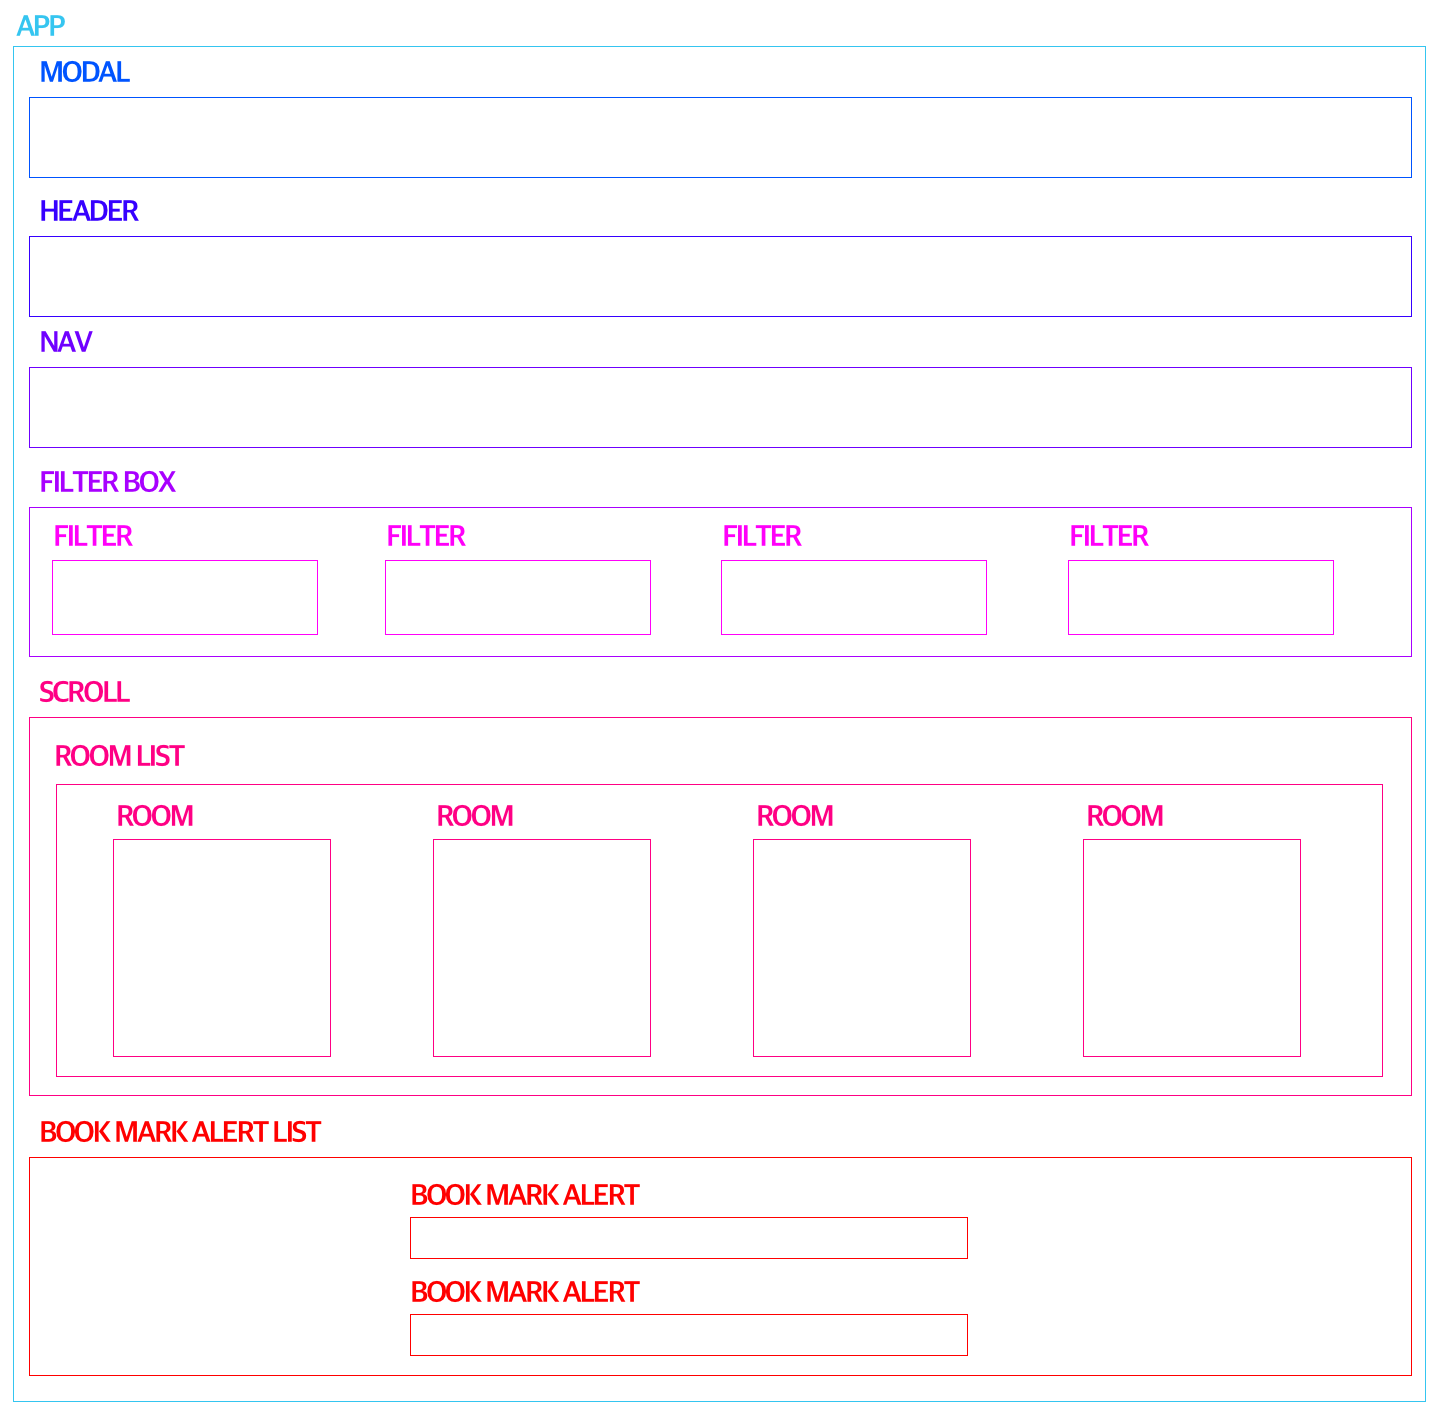 APP
MODAL
HEADER
NAV
FILTER BOX
FILTER FILTER FILTER FILTER
SCROLL
ROOM LIST
ROOM ROOM ROOM ROOM
BOOK MARK ALERT LIST
BOOK MARK ALERT
BOOK MARK ALERT